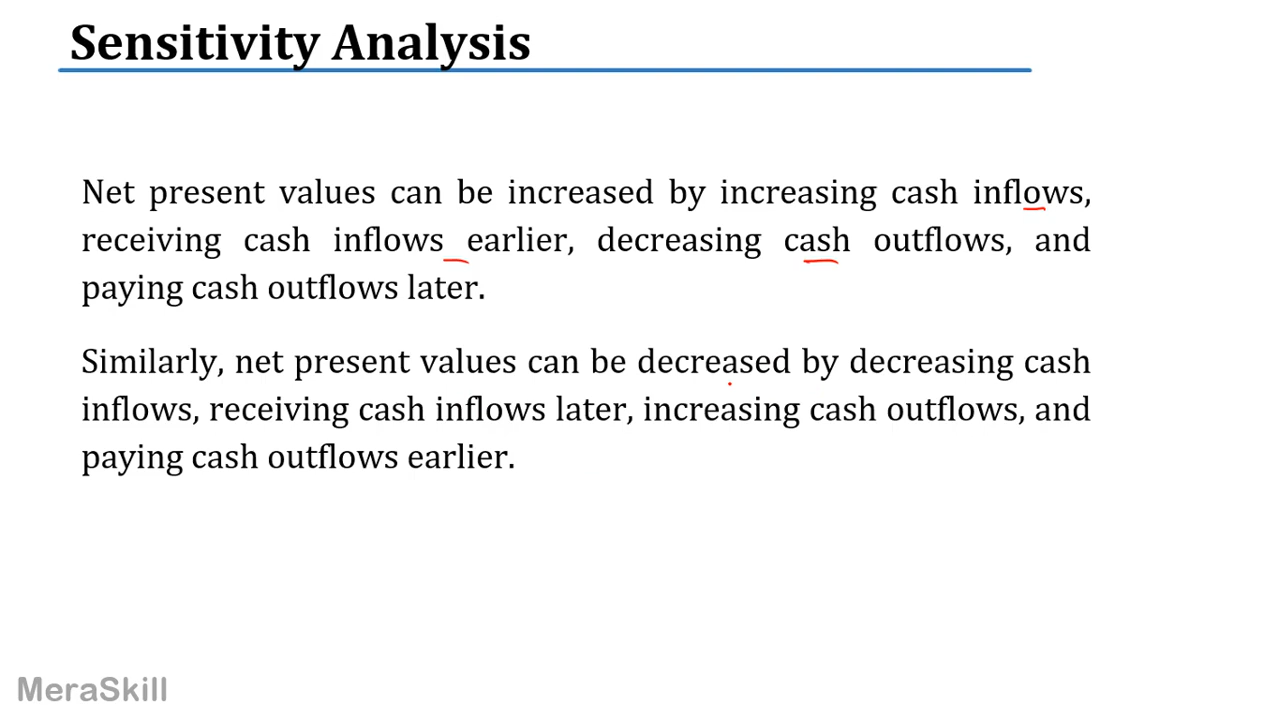 Sensitivity Analysis
Net present values can be increased by increasing cash inflows,
receiving cash inflows earlier, decreasing cash outflows, and
paying cash outflows later.
Similarly, net present values can be decreased by decreasing cash
inflows, receiving cash inflows later, increasing cash outflows, and
paying cash outflows earlier.
MeraSkill